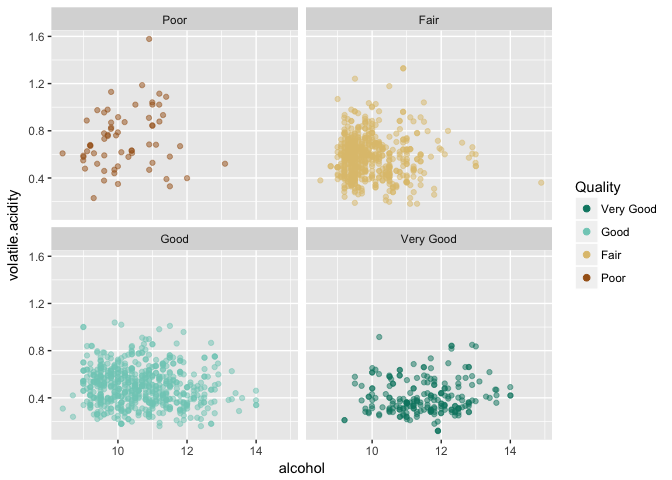 Poor
Fair
1.6
1.2
0.8
0.4
Good
Very Good
1.6
1.2
0.8
0.4
volatile.acidity
10
12
14
10
12
14
alcohol
Quality
Very Good
Good
Fair
Poor